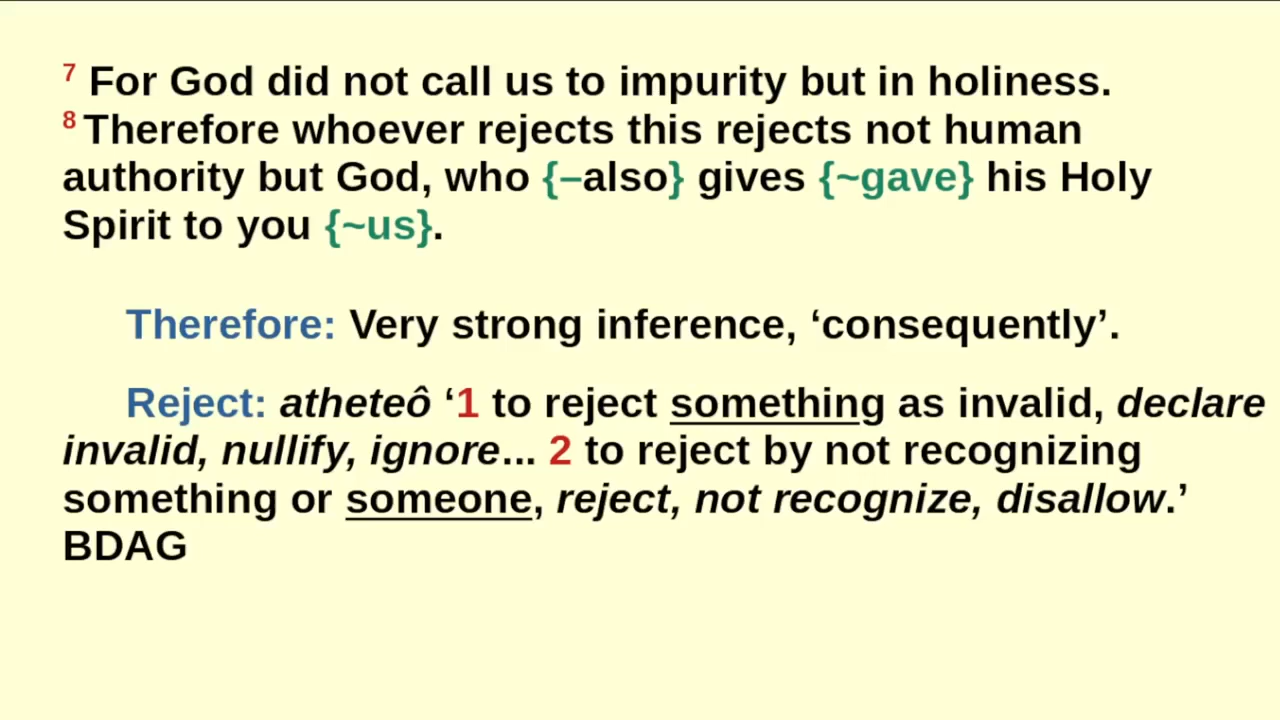 7 For God did not call us to impurity but in holiness.
8 Therefore whoever rejects this rejects not human
authority but God, who {–also} gives {~gave} his Holy
Spirit to you {~us}.
Therefore: Very strong inference, ‘consequently’.
Reject: atheteô ‘1 to reject something as invalid, declare
invalid, nullify, ignore... 2 to reject by not recognizing
something or someone, reject, not recognize, disallow.’
BDAG